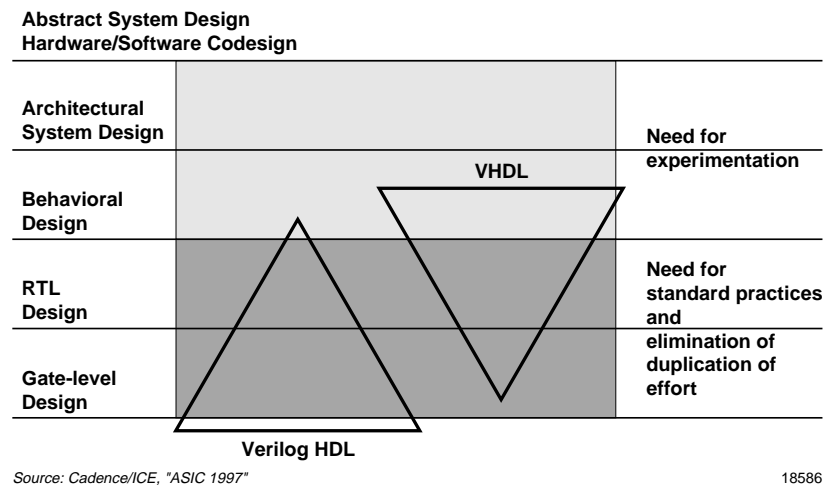 Abstract System Design
Hardware/Software Codesign
Architectural
System Design
Need for
experimentation
VHDL
Behavioral
Design
RTL
Design
Need for
standard practices
and
elimination of
duplication of
effort
Gate-level
Design
Verilog HDL
Source: Cadence/ICE, "ASIC 1997"
18586